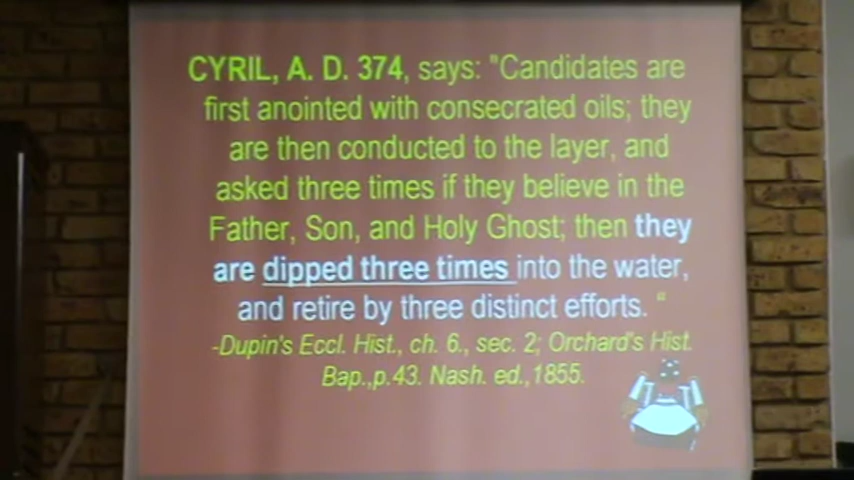 CYRIL, A. D. 374, says: "Candidates are
first anointed with consecrated oils; they
are then conducted to the layer, and
asked three times if they believe in the
Father, Son, and Holy Ghost; then they
are dipped three times into the water,
and retire by three distinct efforts. "
-Dupin's Eccl. Hist., ch. 6., sec. 2; Orchard's Hist.
Bap.,p.43. Nash. ed.,1855.